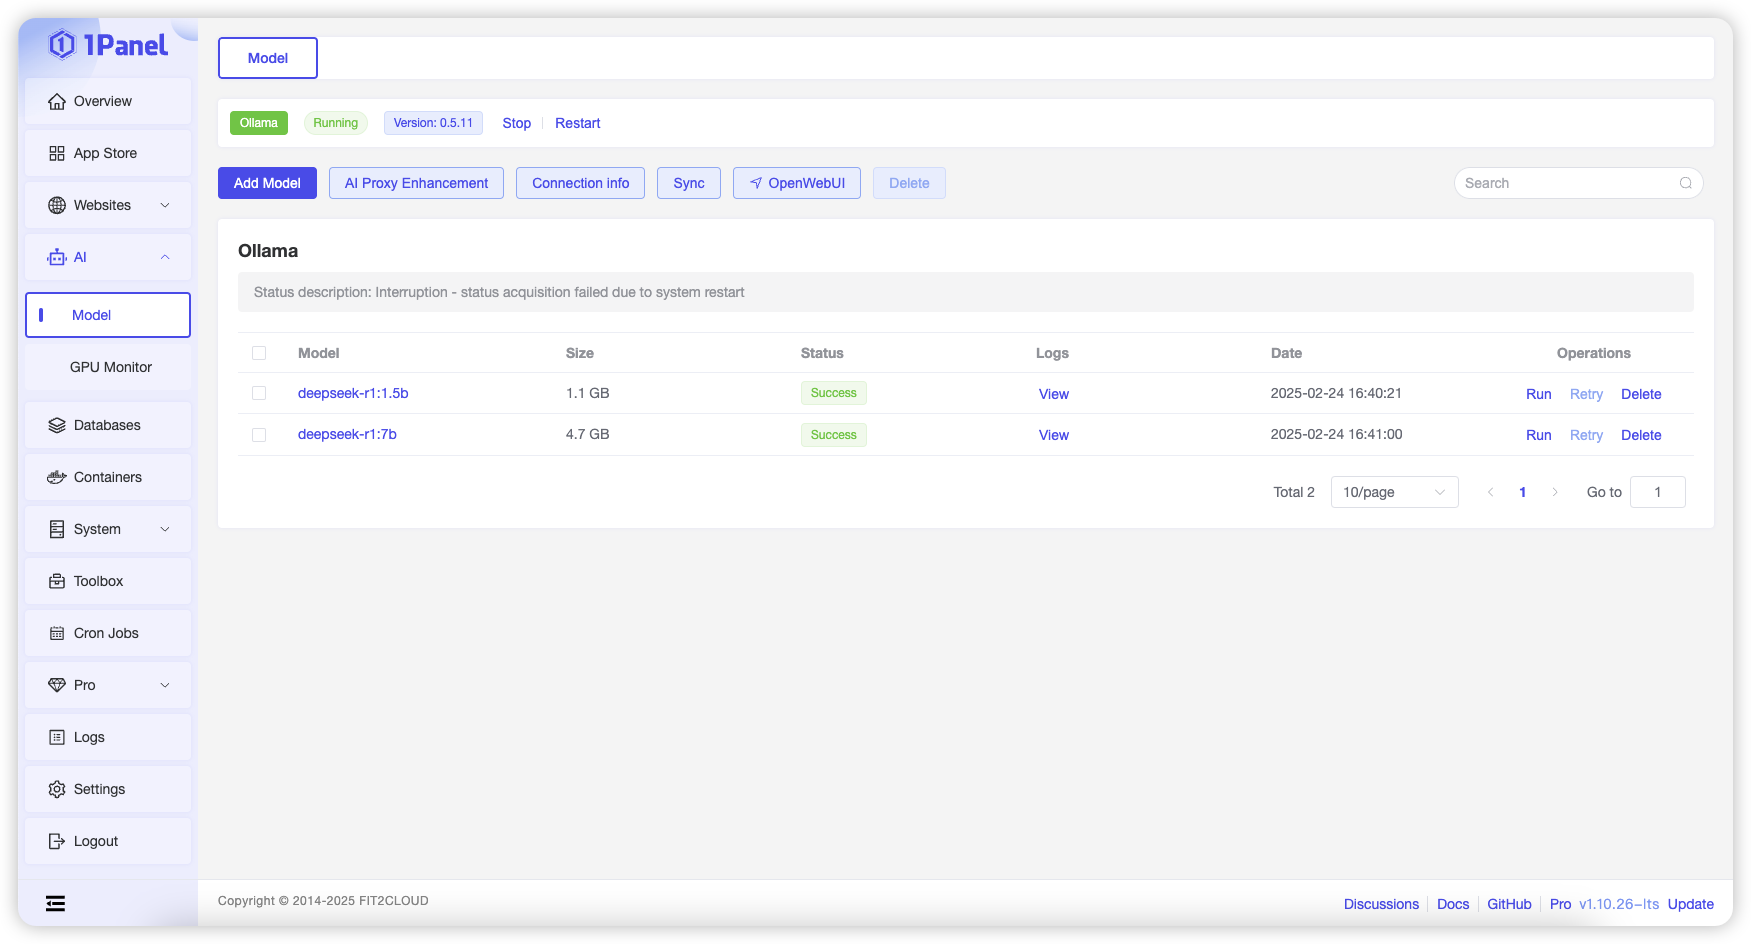 1Panel
Overview
App Store
Websites
AI
Model
GPU Monitor
Databases
Containers
System
Toolbox
Cron Jobs
Pro
Logs
Settings
Logout
Model
Ollama Running Version: 0.5.11 Stop Restart
Add Model AI Proxy Enhancement Connection info Sync OpenWebUI Delete Search
Ollama
Status description: Interruption - status acquisition failed due to system restart
Model Size Status Logs Date Operations
deepseek-r1:1.5b 1.1 GB Success View 2025-02-24 16:40:21 Run Retry Delete
deepseek-r1:7b 4.7 GB Success View 2025-02-24 16:41:00 Run Retry Delete
Total 2 10/page 1 Go to 1
Copyright © 2014-2025 FIT2CLOUD Discussions Docs GitHub Pro v1.10.26-lts Update